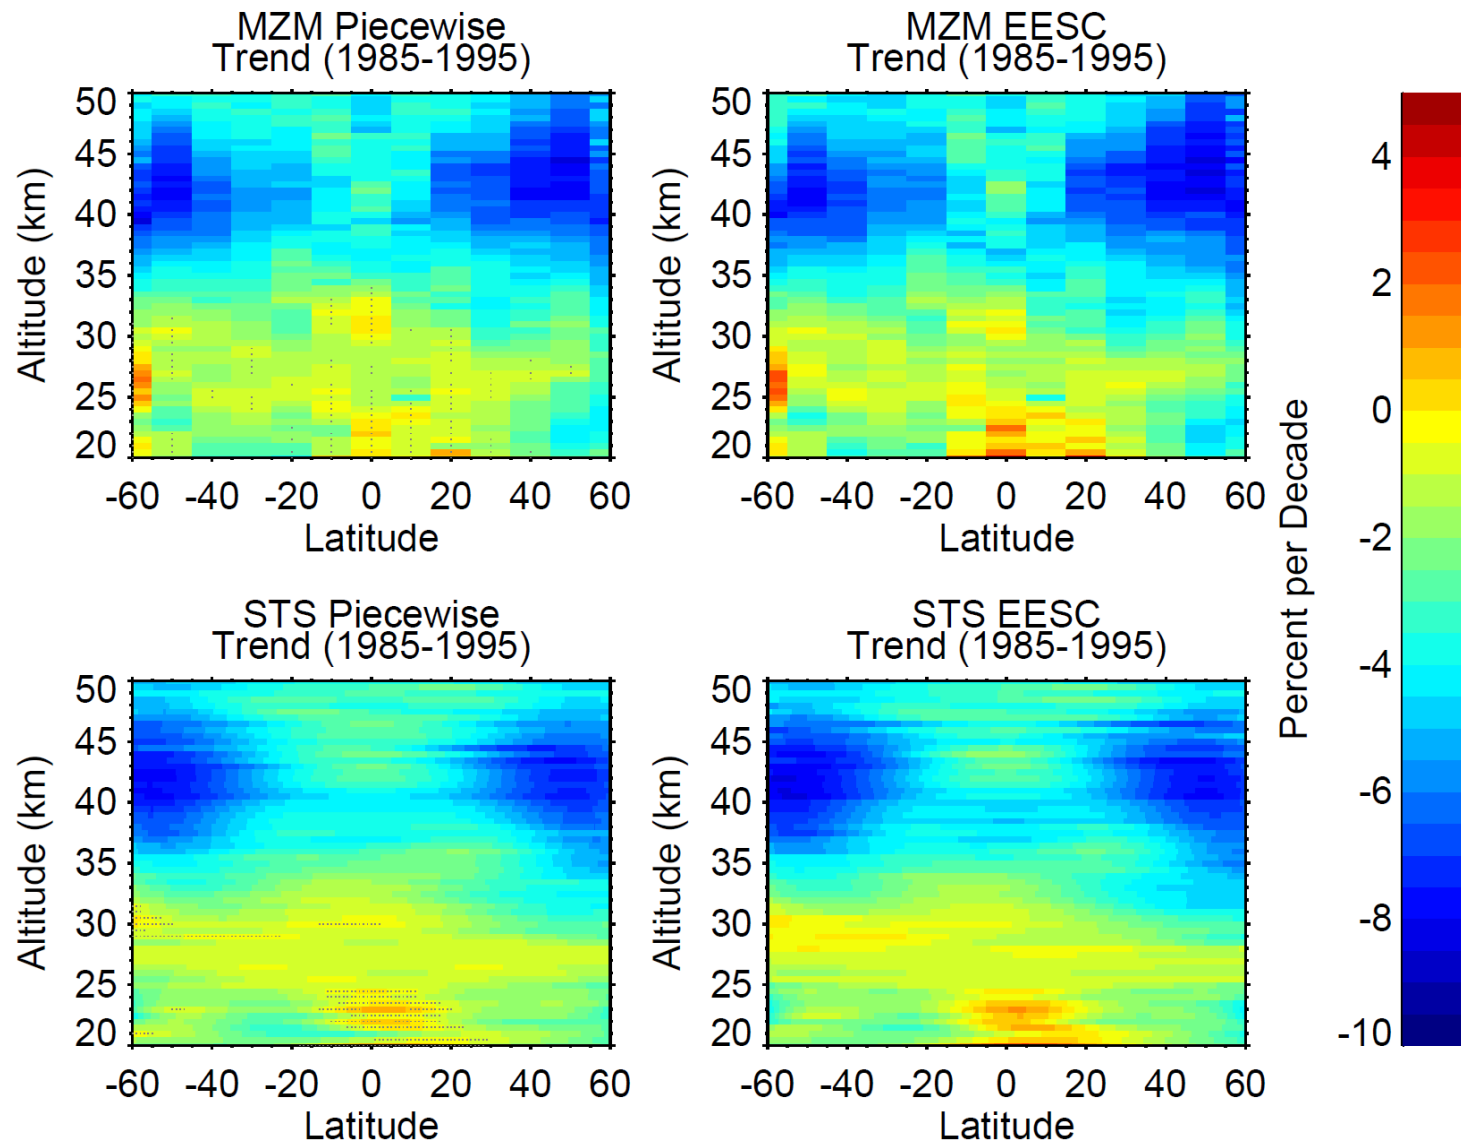 MZM Piecewise
Trend (1985-1995)
MZM EESC
Trend (1985-1995)
50
45
40
35
30
25
20
Altitude (km)
-60 -40 -20 0 20 40 60
Latitude
50
45
40
35
30
25
20
Altitude (km)
-60 -40 -20 0 20 40 60
Latitude
STS Piecewise
Trend (1985-1995)
STS EESC
Trend (1985-1995)
50
45
40
35
30
25
20
Altitude (km)
-60 -40 -20 0 20 40 60
Latitude
50
45
40
35
30
25
20
Altitude (km)
-60 -40 -20 0 20 40 60
Latitude
Percent per Decade
4
2
0
-2
-4
-6
-8
-10